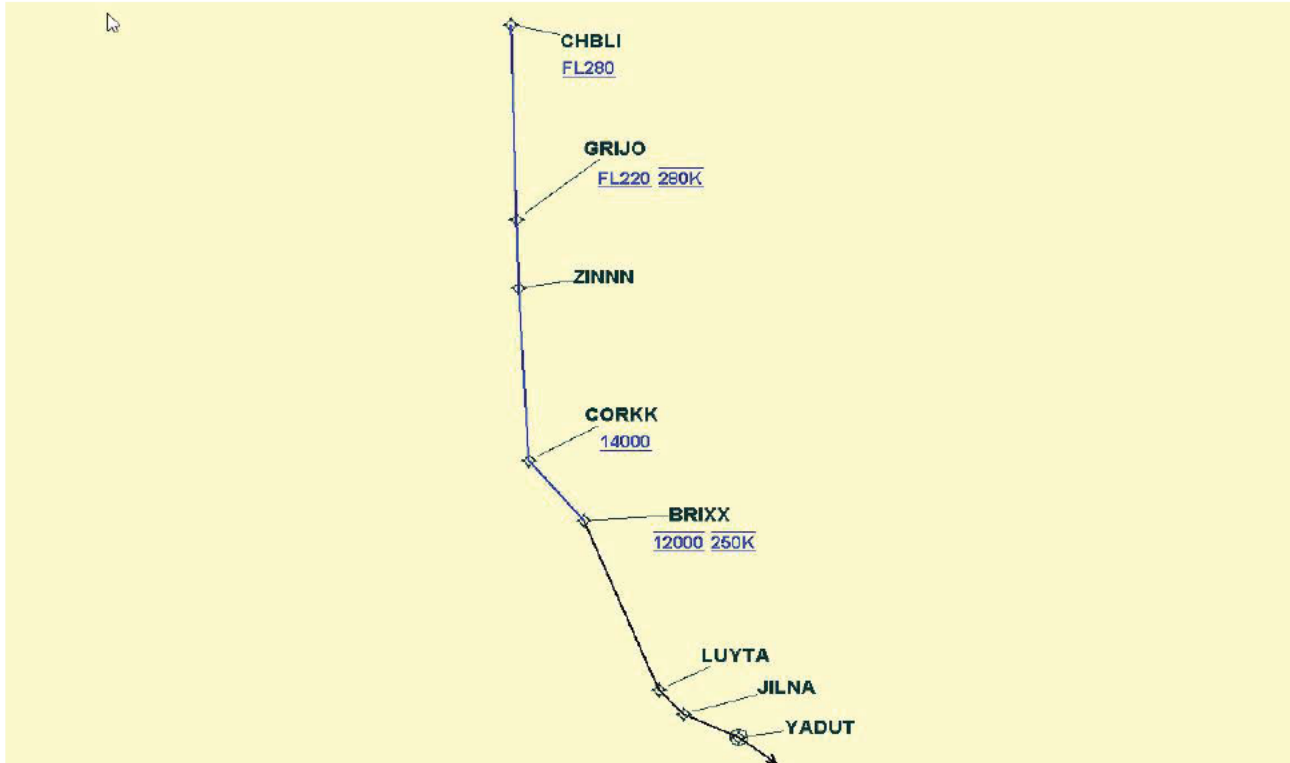 CHBLI
FL280
GRIJO
FL220 280K
ZINNN
CORKK
14000
BRIXX
12000 250K
LUYTA
JILNA
YADUT